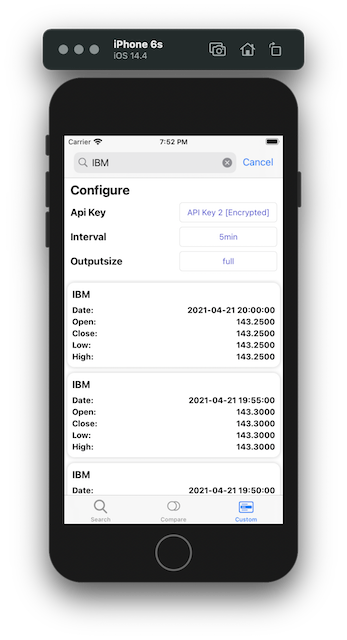 iPhone 6s
iOS 14.4
Carrier 7:52 PM
IBM Cancel
Configure
Api Key API Key 2 [Encrypted]
Interval 5min
Outputsize full
IBM
Date: 2021-04-21 20:00:00
Open: 143.2500
Close: 143.2500
Low: 143.2500
High: 143.2500
IBM
Date: 2021-04-21 19:55:00
Open: 143.3000
Close: 143.3000
Low: 143.3000
High: 143.3000
IBM
Date: 2021-04-21 19:50:00
Search Compare Custom